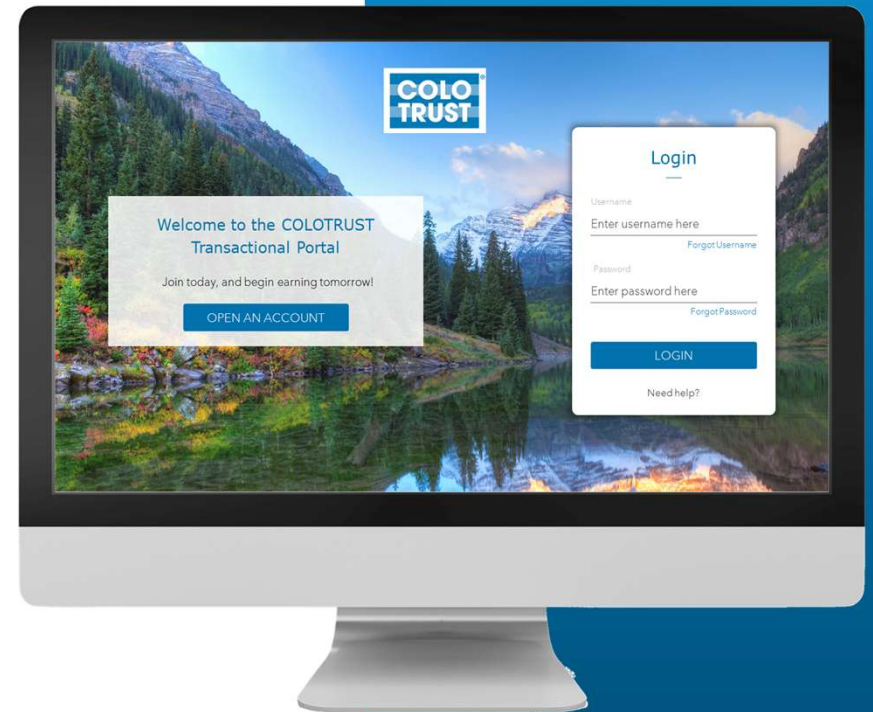 COLO
TRUST
Welcome to the COLOTRUST
Transactional Portal
Join today, and begin earning tomorrow!
OPEN AN ACCOUNT
Login
Username
Enter username here
Forgot Username
Password
Enter password here
Forgot Password
LOGIN
Need help?